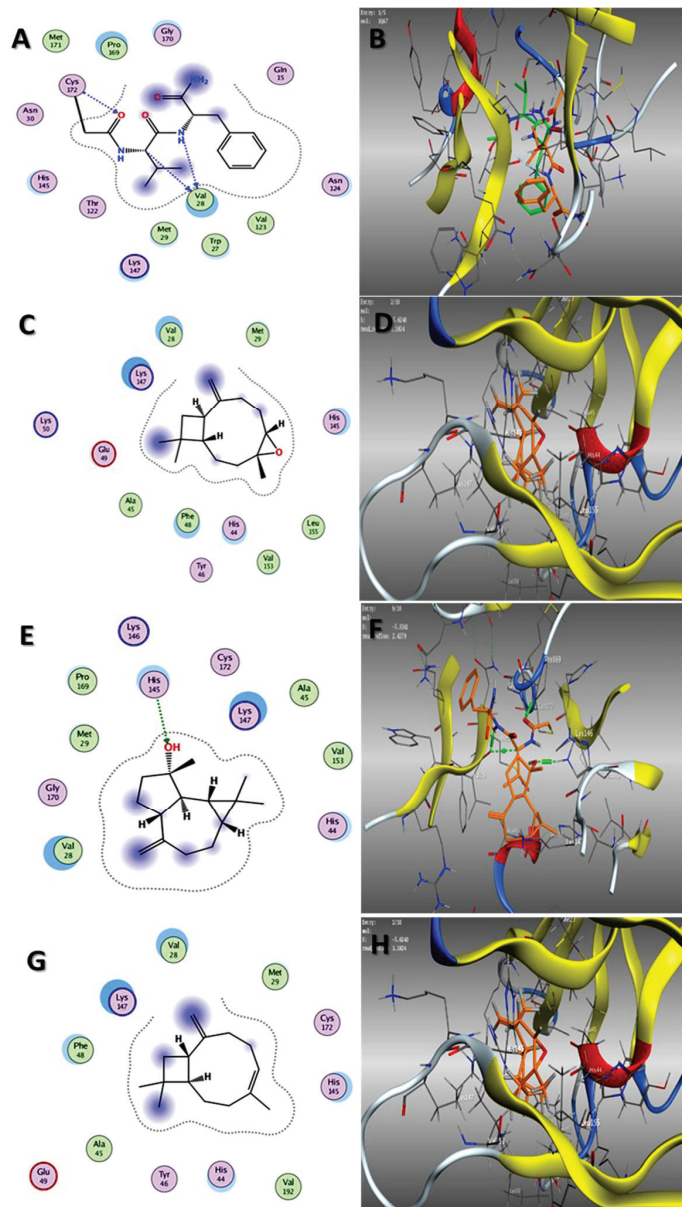 A
Met
171
Pro
169
Gly
170
Cys
172
Gln
15
Asn
30
NH2
O
O
O
N
H
N
H
His
145
Thr
122
Val
28
Asn
124
Met
29
Trp
27
Val
123
Lys
147
B
C
Val
28
Met
29
Lys
147
Lys
50
Glu
49
His
145
H
H
H
O
Ala
45
Phe
48
His
44
Leu
155
Tyr
46
Val
153
D
His44
E
Lys
146
Cys
172
Pro
169
His
145
Ala
45
Lys
147
Met
29
OH
Val
153
Gly
170
H
H
H
His
44
Val
28
F
Lys146
G
Val
28
Met
29
Lys
147
Cys
172
Phe
48
H
H
His
145
Ala
45
Glu
49
Tyr
46
His
44
Val
192
H
His44